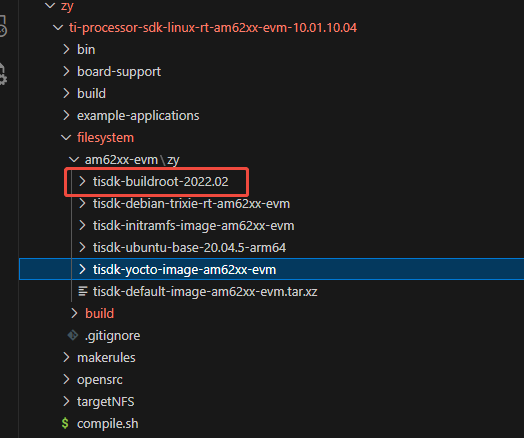 zy
ti-processor-sdk-linux-rt-am62xx-evm-10.01.10.04
bin
board-support
build
example-applications
filesystem
am62xx-evm\zy
tisdk-buildroot-2022.02
tisdk-debian-trixie-rt-am62xx-evm
tisdk-initramfs-image-am62xx-evm
tisdk-ubuntu-base-20.04.5-arm64
tisdk-yocto-image-am62xx-evm
tisdk-default-image-am62xx-evm.tar.xz
build
.gitignore
makerules
opensrc
targetNFS
$ compile.sh